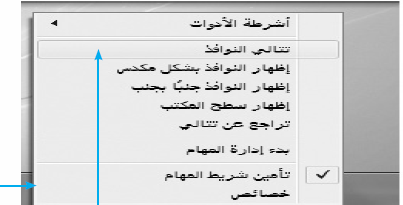 أشرطة الأدوات
تتالي النوافذ
إظهار النوافذ بشكل مكدس
إظهار النوافذ جنبًا بجنب
إظهار سطح المكتب
تراجع عن تتالي
بدء إدارة المهام
تأمين شريط المهام
خصائص